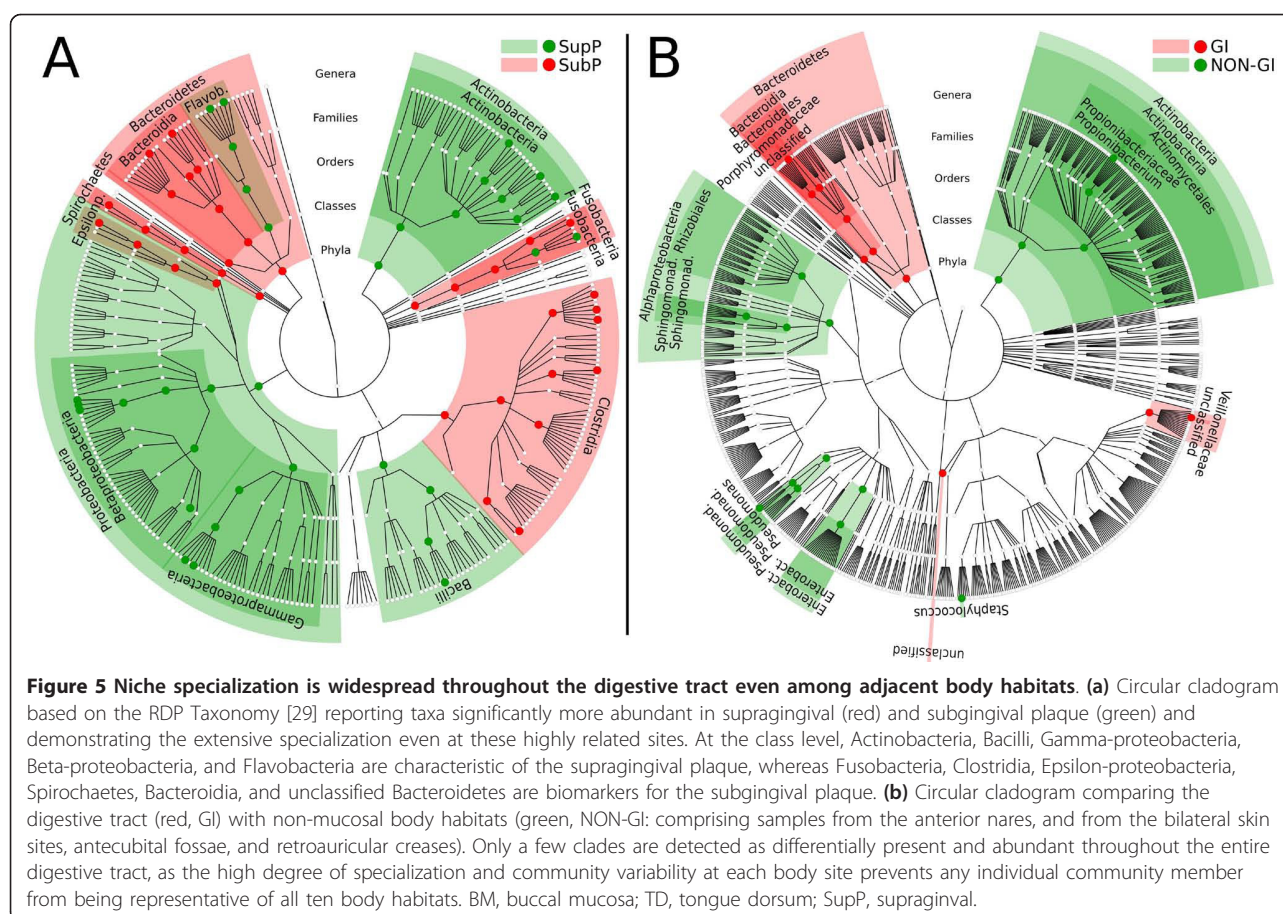 A
SupP
SubP
Genera
Families
Orders
Classes
Phyla
Bacteroidetes
Bacteroidia
Flavob.
Spirochaetes
Epsilonp.
Actinobacteria
Actinobacteria
Fusobacteria
Fusobacteria
Clostridia
Bacilli
Gammaproteobacteria
Betaproteobacteria
Proteobacteria
B
GI
NON-GI
Genera
Families
Orders
Classes
Phyla
Bacteroidetes
Bacteroidia
Bacteroidales
Porphyromonadaceae
unclassified
Actinobacteria
Actinobacteria
Actinomycetales
Propionibacteriaceae
Propionibacterium
Alphaproteobacteria
Rhizobiales
Sphingomonad.
Sphingomonad.
Veillonellaceae
unclassified
Pseudomonad.
Pseudomonad.
Pseudomonas
Enterobact.
Enterobact.
Staphylococcus
unclassified
Figure 5 Niche specialization is widespread throughout the digestive tract even among adjacent body habitats. (a) Circular cladogram
based on the RDP Taxonomy [29] reporting taxa significantly more abundant in supragingival (red) and subgingival plaque (green) and
demonstrating the extensive specialization even at these highly related sites. At the class level, Actinobacteria, Bacilli, Gamma-proteobacteria,
Beta-proteobacteria, and Flavobacteria are characteristic of the supragingival plaque, whereas Fusobacteria, Clostridia, Epsilon-proteobacteria,
Spirochaetes, Bacteroidia, and unclassified Bacteroidetes are biomarkers for the subgingival plaque. (b) Circular cladogram comparing the
digestive tract (red, GI) with non-mucosal body habitats (green, NON-GI: comprising samples from the anterior nares, and from the bilateral skin
sites, antecubital fossae, and retroauricular creases). Only a few clades are detected as differentially present and abundant throughout the entire
digestive tract, as the high degree of specialization and community variability at each body site prevents any individual community member
from being representative of all ten body habitats. BM, buccal mucosa; TD, tongue dorsum; SupP, supraginval.